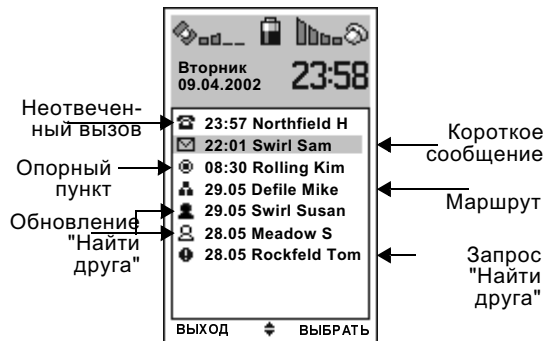 Вторник
09.04.2002
23:58
Неотвечен-
ный вызов
23:57 Northfield H
22:01 Swirl Sam
Короткое
сообщение
08:30 Rolling Kim
Опорный
пункт
29.05 Defile Mike
Маршрут
29.05 Swirl Susan
Обновление
"Найти
друга"
28.05 Meadow S
28.05 Rockfeld Tom
Запрос
"Найти
друга"
ВЫХОД
ВЫБРАТЬ